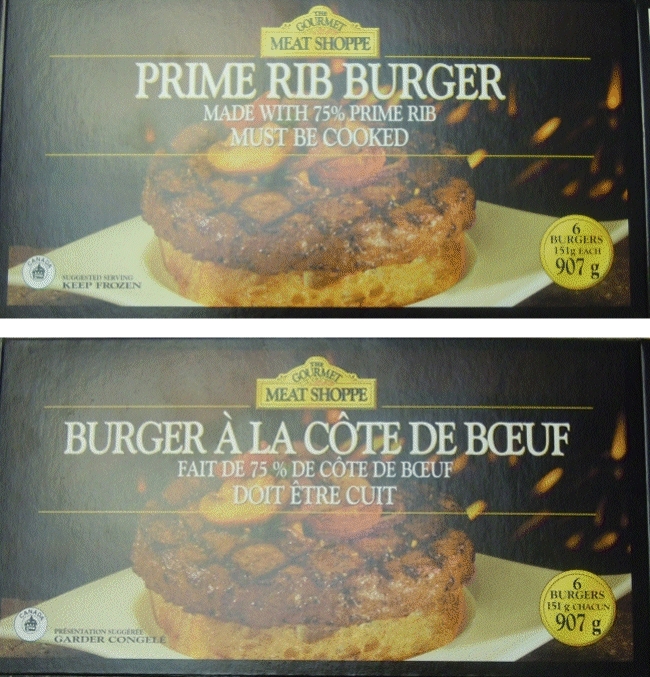 THE
GOURMET
MEAT SHOPPE
PRIME RIB BURGER
MADE WITH 75% PRIME RIB
MUST BE COOKED
6
BURGERS
151g EACH
907 g
CANADA
SUGGESTED SERVING
KEEP FROZEN
THE
GOURMET
MEAT SHOPPE
BURGER À LA CÔTE DE BŒUF
FAIT DE 75 % DE CÔTE DE BŒUF
DOIT ÊTRE CUIT
6
BURGERS
151 g CHACUN
907 g
CANADA
PRÉSENTATION SUGGÉRÉE
GARDER CONGELÉ